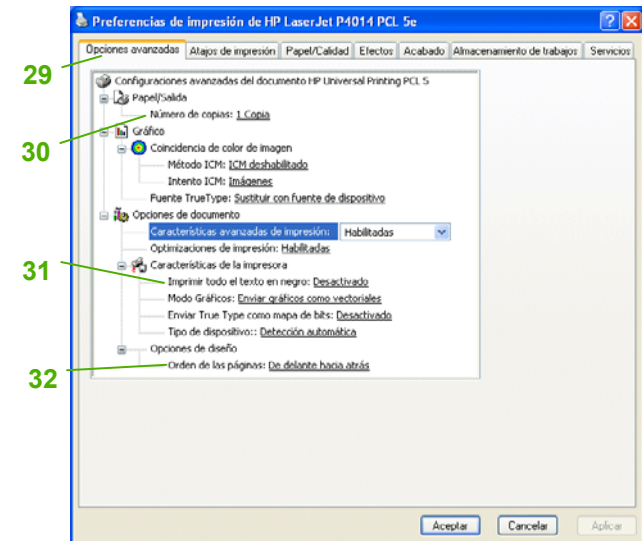 Preferencias de impresión de HP LaserJet P4014 PCL 5e
Opciones avanzadas Atajos de impresión Papel/Calidad Efectos Acabado Almacenamiento de trabajos Servicios
29
Configuraciones avanzadas del documento HP Universal Printing PCL 5
Papel/Salida
Número de copias: 1 Copia
30
Gráfico
Coincidencia de color de imagen
Método ICM: ICM deshabilitado
Intento ICM: Imágenes
Fuente TrueType: Sustituir con fuente de dispositivo
Opciones de documento
Características avanzadas de impresión: Habilitadas
Optimizaciones de impresión: Habilitadas
31
Características de la impresora
Imprimir todo el texto en negro: Desactivado
Modo Gráficos: Enviar gráficos como vectoriales
Enviar True Type como mapa de bits: Desactivado
Tipo de dispositivo:: Detección automática
Opciones de diseño
32
Orden de las páginas: De delante hacia atrás
Aceptar Cancelar Aplicar